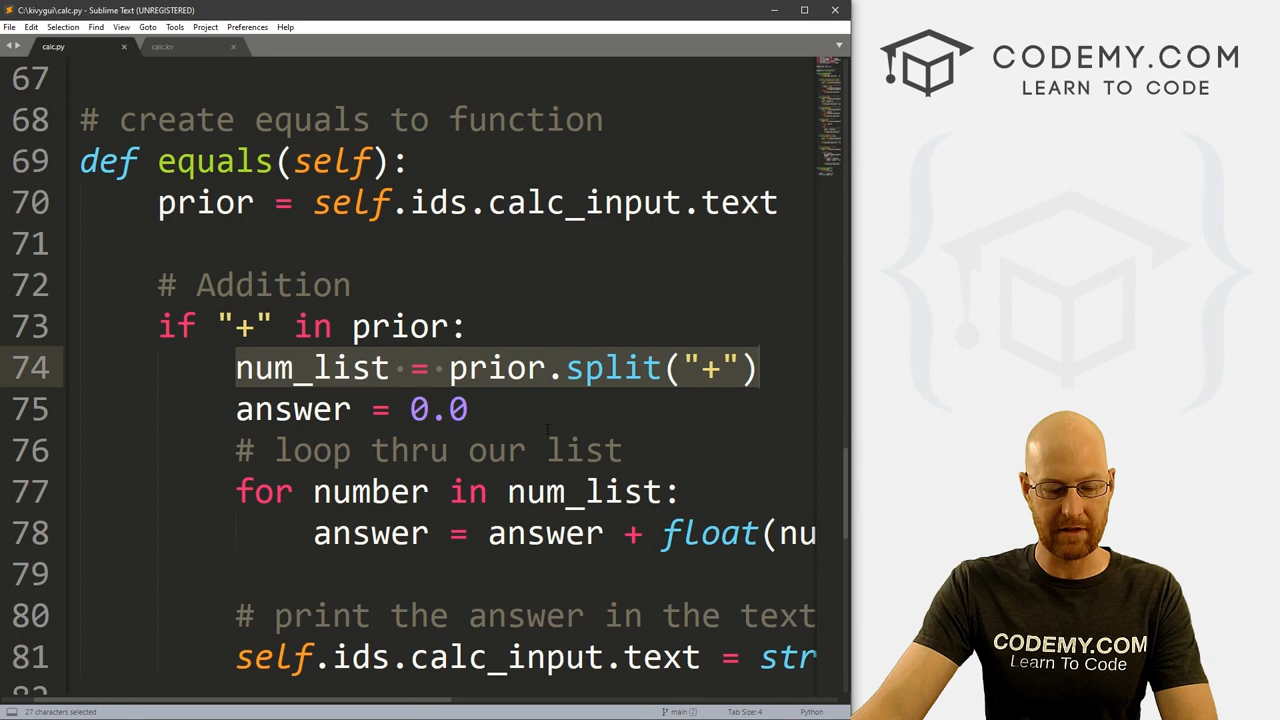 C:\kivygui\calc.py - Sublime Text (UNREGISTERED)
File Edit Selection Find View Goto Tools Project Preferences Help
calc.py calc.kv
67
68 # create equals to function
69 def equals(self):
70 prior = self.ids.calc_input.text
71
72 # Addition
73 if "+" in prior:
74 num_list = prior.split("+")
75 answer = 0.0
76 # loop thru our list
77 for number in num_list:
78 answer = answer + float(nu
79
80 # print the answer in the text
81 self.ids.calc_input.text = str
27 characters selected main (2) Tab Size: 4 Python
CODEMY.COM
LEARN TO CODE
CODEMY.COM
Learn To Code